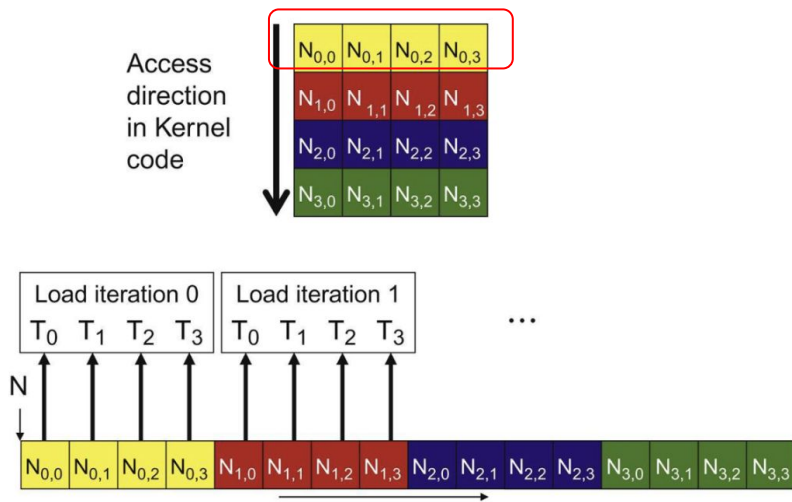 Access
direction
in Kernel
code
N0,0 N0,1 N0,2 N0,3
N1,0 N1,1 N1,2 N1,3
N2,0 N2,1 N2,2 N2,3
N3,0 N3,1 N3,2 N3,3
Load iteration 0
T0 T1 T2 T3
Load iteration 1
T0 T1 T2 T3
...
N
N0,0 N0,1 N0,2 N0,3 N1,0 N1,1 N1,2 N1,3 N2,0 N2,1 N2,2 N2,3 N3,0 N3,1 N3,2 N3,3